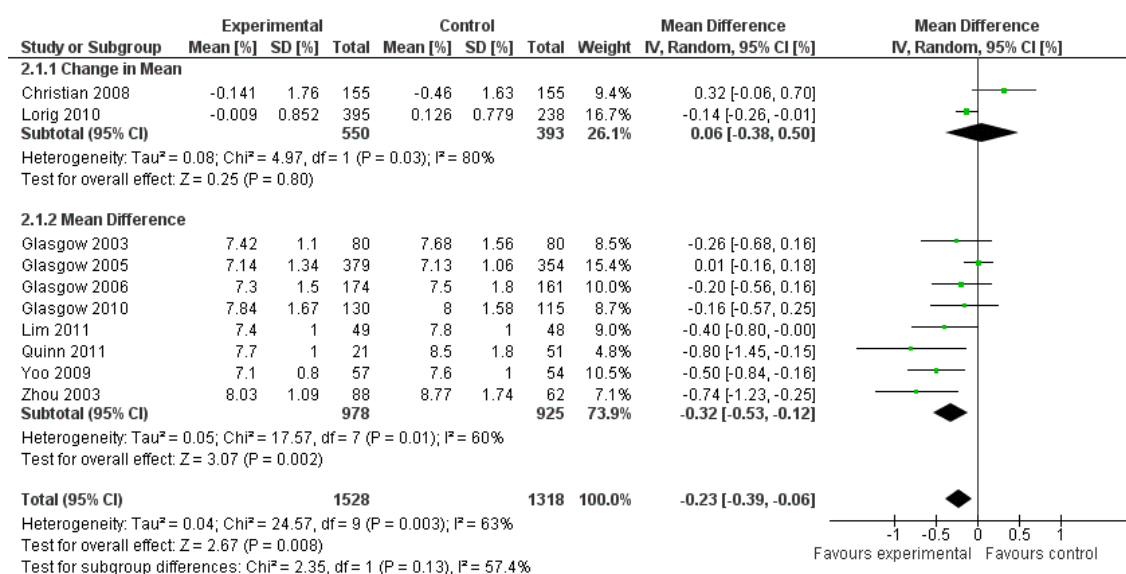 Experimental Control Mean Difference Mean Difference
Study or Subgroup Mean [%] SD [%] Total Mean [%] SD [%] Total Weight IV, Random, 95% CI [%] IV, Random, 95% CI [%]
2.1.1 Change in Mean
Christian 2008 -0.141 1.76 155 -0.46 1.63 155 9.4% 0.32 [-0.06, 0.70]
Lorig 2010 -0.009 0.852 395 0.126 0.779 238 16.7% -0.14 [-0.26, -0.01]
Subtotal (95% CI) 550 393 26.1% 0.06 [-0.38, 0.50]
Heterogeneity: Tau² = 0.08; Chi² = 4.97, df = 1 (P = 0.03); I² = 80%
Test for overall effect: Z = 0.25 (P = 0.80)
2.1.2 Mean Difference
Glasgow 2003 7.42 1.1 80 7.68 1.56 80 8.5% -0.26 [-0.68, 0.16]
Glasgow 2005 7.14 1.34 379 7.13 1.06 354 15.4% 0.01 [-0.16, 0.18]
Glasgow 2006 7.3 1.5 174 7.5 1.8 161 10.0% -0.20 [-0.56, 0.16]
Glasgow 2010 7.84 1.67 130 8 1.58 115 8.7% -0.16 [-0.57, 0.25]
Lim 2011 7.4 1 49 7.8 1 48 9.0% -0.40 [-0.80, -0.00]
Quinn 2011 7.7 1 21 8.5 1.8 51 4.8% -0.80 [-1.45, -0.15]
Yoo 2009 7.1 0.8 57 7.6 1 54 10.5% -0.50 [-0.84, -0.16]
Zhou 2003 8.03 1.09 88 8.77 1.74 62 7.1% -0.74 [-1.23, -0.25]
Subtotal (95% CI) 978 925 73.9% -0.32 [-0.53, -0.12]
Heterogeneity: Tau² = 0.05; Chi² = 17.57, df = 7 (P = 0.01); I² = 60%
Test for overall effect: Z = 3.07 (P = 0.002)
Total (95% CI) 1528 1318 100.0% -0.23 [-0.39, -0.06]
Heterogeneity: Tau² = 0.04; Chi² = 24.57, df = 9 (P = 0.003); I² = 63%
Test for overall effect: Z = 2.67 (P = 0.008)
Test for subgroup differences: Chi² = 2.35, df = 1 (P = 0.13), I² = 57.4%
-1 -0.5 0 0.5 1
Favours experimental Favours control